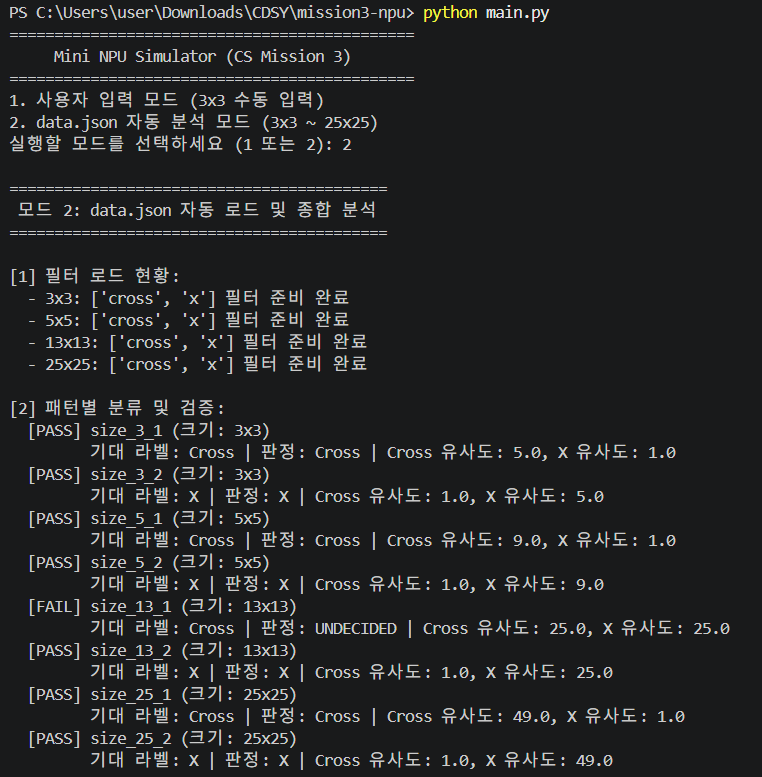 PS C:\Users\user\Downloads\CDSY\mission3-npu> python main.py
=============================================
Mini NPU Simulator (CS Mission 3)
=============================================
1. 사용자 입력 모드 (3x3 수동 입력)
2. data.json 자동 분석 모드 (3x3 ~ 25x25)
실행할 모드를 선택하세요 (1 또는 2): 2
==========================================
모드 2: data.json 자동 로드 및 종합 분석
==========================================
[1] 필터 로드 현황:
- 3x3: ['cross', 'x'] 필터 준비 완료
- 5x5: ['cross', 'x'] 필터 준비 완료
- 13x13: ['cross', 'x'] 필터 준비 완료
- 25x25: ['cross', 'x'] 필터 준비 완료
[2] 패턴별 분류 및 검증:
[PASS] size_3_1 (크기: 3x3)
기대 라벨: Cross | 판정: Cross | Cross 유사도: 5.0, X 유사도: 1.0
[PASS] size_3_2 (크기: 3x3)
기대 라벨: X | 판정: X | Cross 유사도: 1.0, X 유사도: 5.0
[PASS] size_5_1 (크기: 5x5)
기대 라벨: Cross | 판정: Cross | Cross 유사도: 9.0, X 유사도: 1.0
[PASS] size_5_2 (크기: 5x5)
기대 라벨: X | 판정: X | Cross 유사도: 1.0, X 유사도: 9.0
[FAIL] size_13_1 (크기: 13x13)
기대 라벨: Cross | 판정: UNDECIDED | Cross 유사도: 25.0, X 유사도: 25.0
[PASS] size_13_2 (크기: 13x13)
기대 라벨: X | 판정: X | Cross 유사도: 1.0, X 유사도: 25.0
[PASS] size_25_1 (크기: 25x25)
기대 라벨: Cross | 판정: Cross | Cross 유사도: 49.0, X 유사도: 1.0
[PASS] size_25_2 (크기: 25x25)
기대 라벨: X | 판정: X | Cross 유사도: 1.0, X 유사도: 49.0